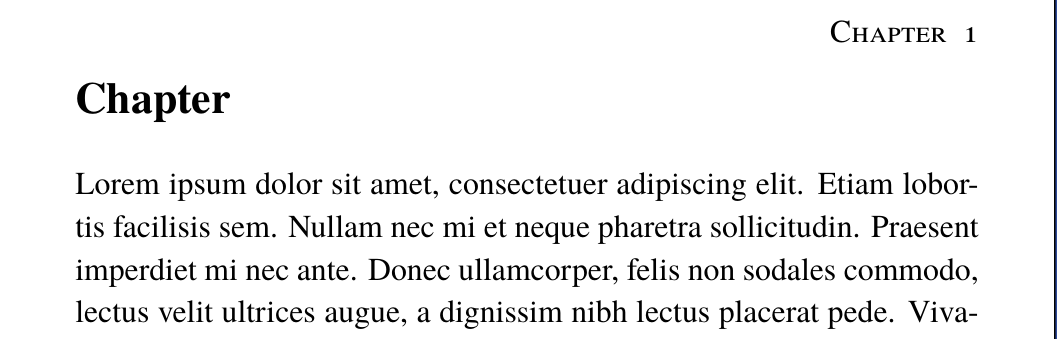 CHAPTER 1
Chapter
Lorem ipsum dolor sit amet, consectetuer adipiscing elit. Etiam lobor-
tis facilisis sem. Nullam nec mi et neque pharetra sollicitudin. Praesent
imperdiet mi nec ante. Donec ullamcorper, felis non sodales commodo,
lectus velit ultrices augue, a dignissim nibh lectus placerat pede. Viva-